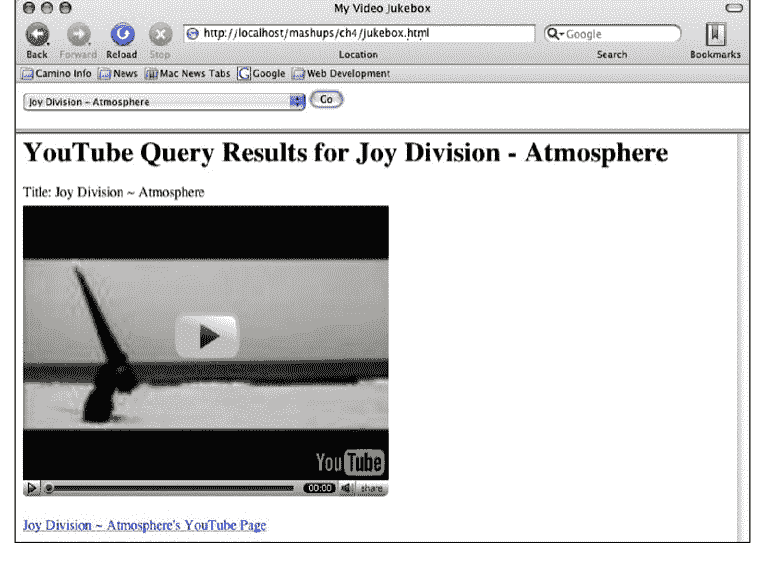 My Video Jukebox
http://localhost/mashups/ch4/jukebox.html
Google
Back Forward Reload Stop Location Search Bookmarks
Camino Info News Mac News Tabs Google Web Development
Joy Division - Atmosphere Go
YouTube Query Results for Joy Division - Atmosphere
Title: Joy Division ~ Atmosphere
YouTube
00:00 share
Joy Division ~ Atmosphere's YouTube Page